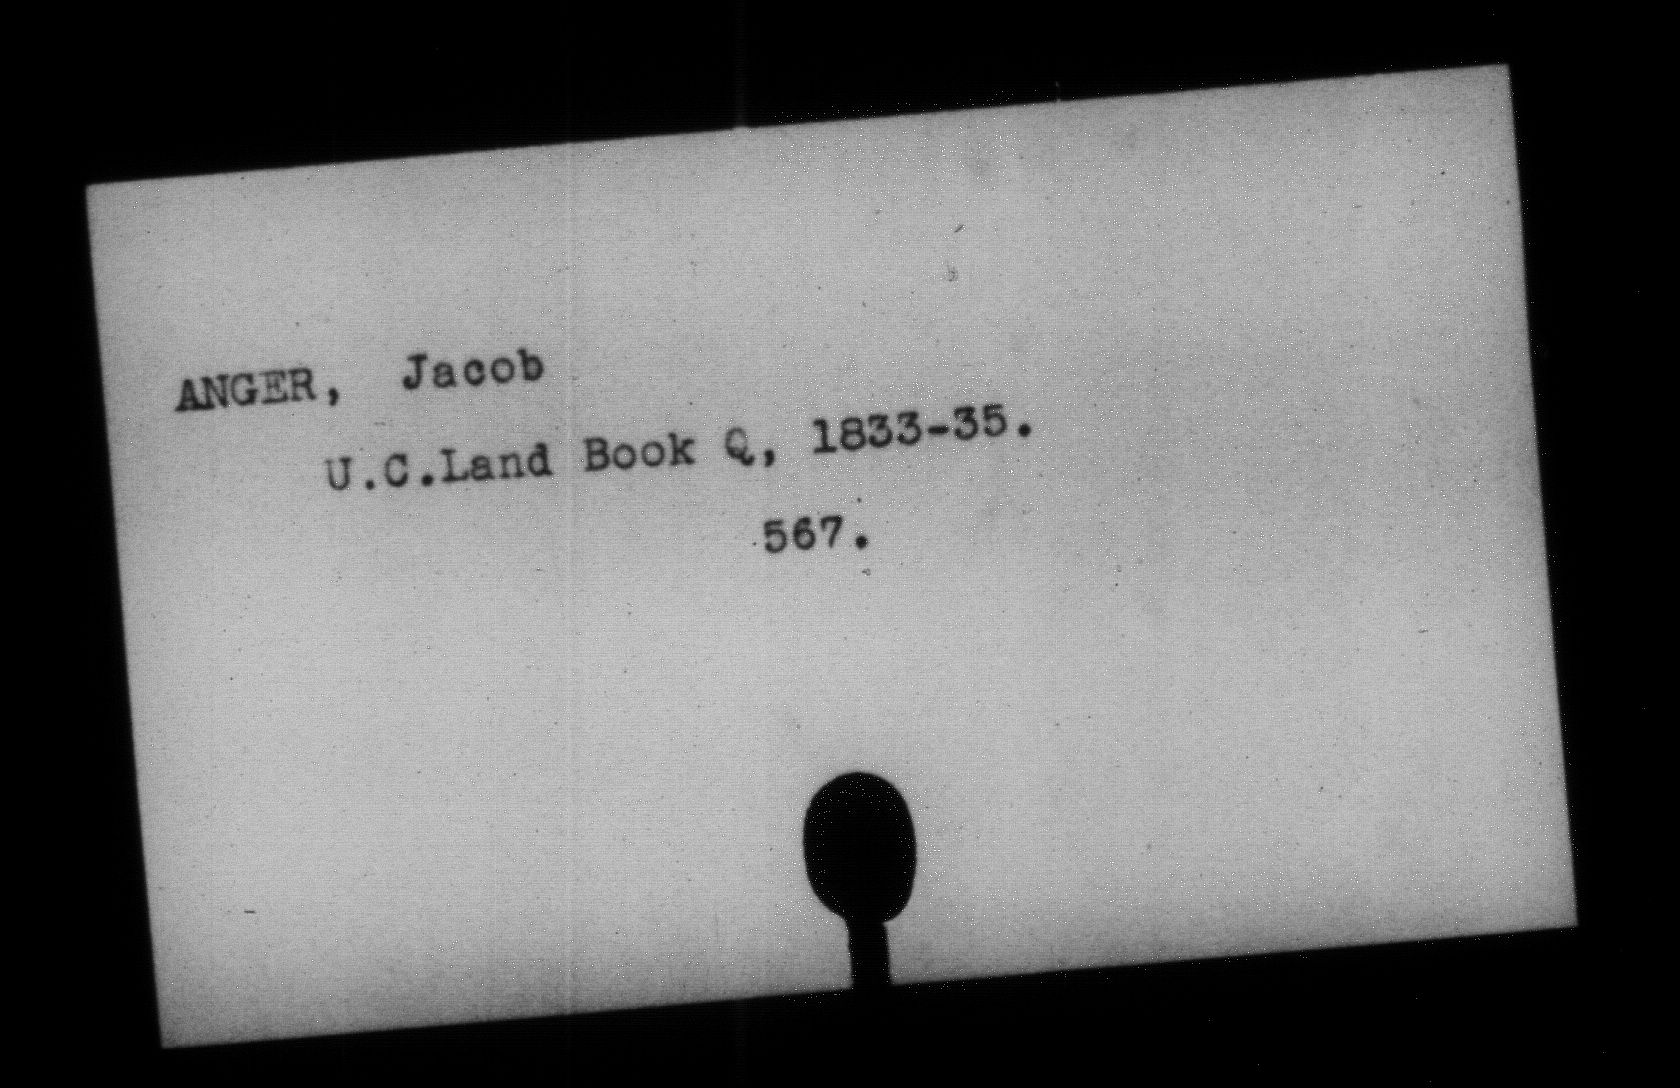 ANGER, Jacob
U.C.Land Book Q, 1833-35.
567.